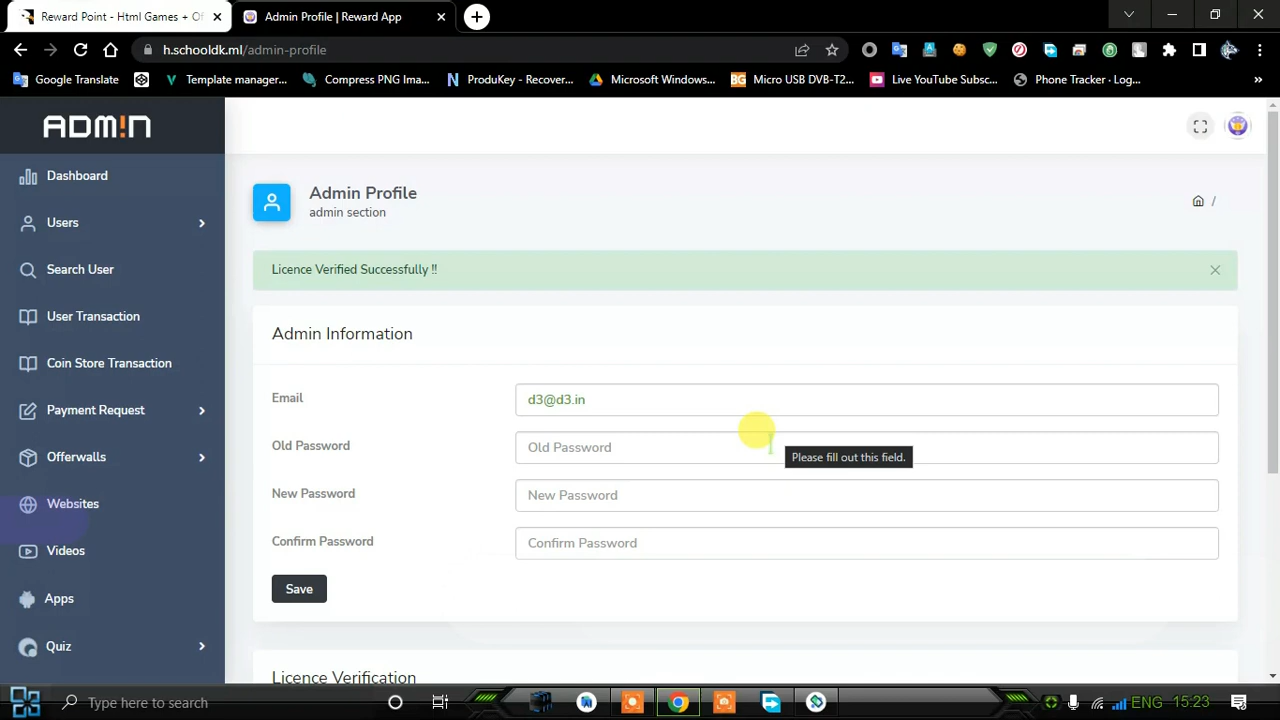 Reward Point - Html Games + Of
Admin Profile | Reward App
h.schooldk.ml/admin-profile
Google Translate
Template manager...
Compress PNG Ima...
ProduKey - Recover...
Microsoft Windows...
BG Micro USB DVB-T2...
Live YouTube Subsc...
Phone Tracker - Log...
»
ADM!N
Dashboard
Users
Search User
User Transaction
Coin Store Transaction
Payment Request
Offerwalls
Websites
Videos
Apps
Quiz
Admin Profile
admin section
/
Licence Verified Successfully !!
Admin Information
Email
d3@d3.in
Old Password
Old Password
Please fill out this field.
New Password
New Password
Confirm Password
Confirm Password
Save
Licence Verification
Type here to search
ENG
15:23